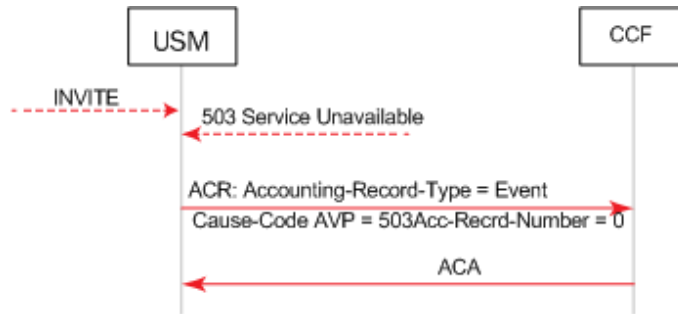 USM
CCF
INVITE
503 Service Unavailable
ACR: Accounting-Record-Type = Event
Cause-Code AVP = 503Acc-Recrd-Number = 0
ACA